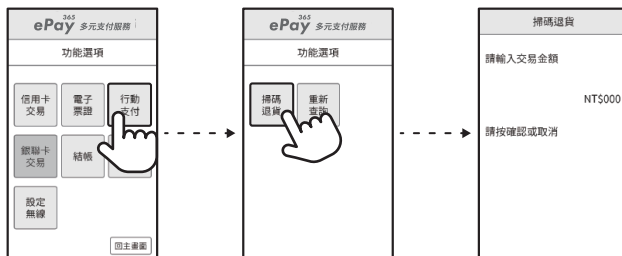 ePay365 多元支付服務
功能選項
信用卡
交易
電子
票證
行動
支付
銀聯卡
交易
結帳
設定
無線
回主畫面
ePay365 多元支付服務
功能選項
掃碼
退貨
重新
查詢
掃碼退貨
請輸入交易金額
NT$000
請按確認或取消